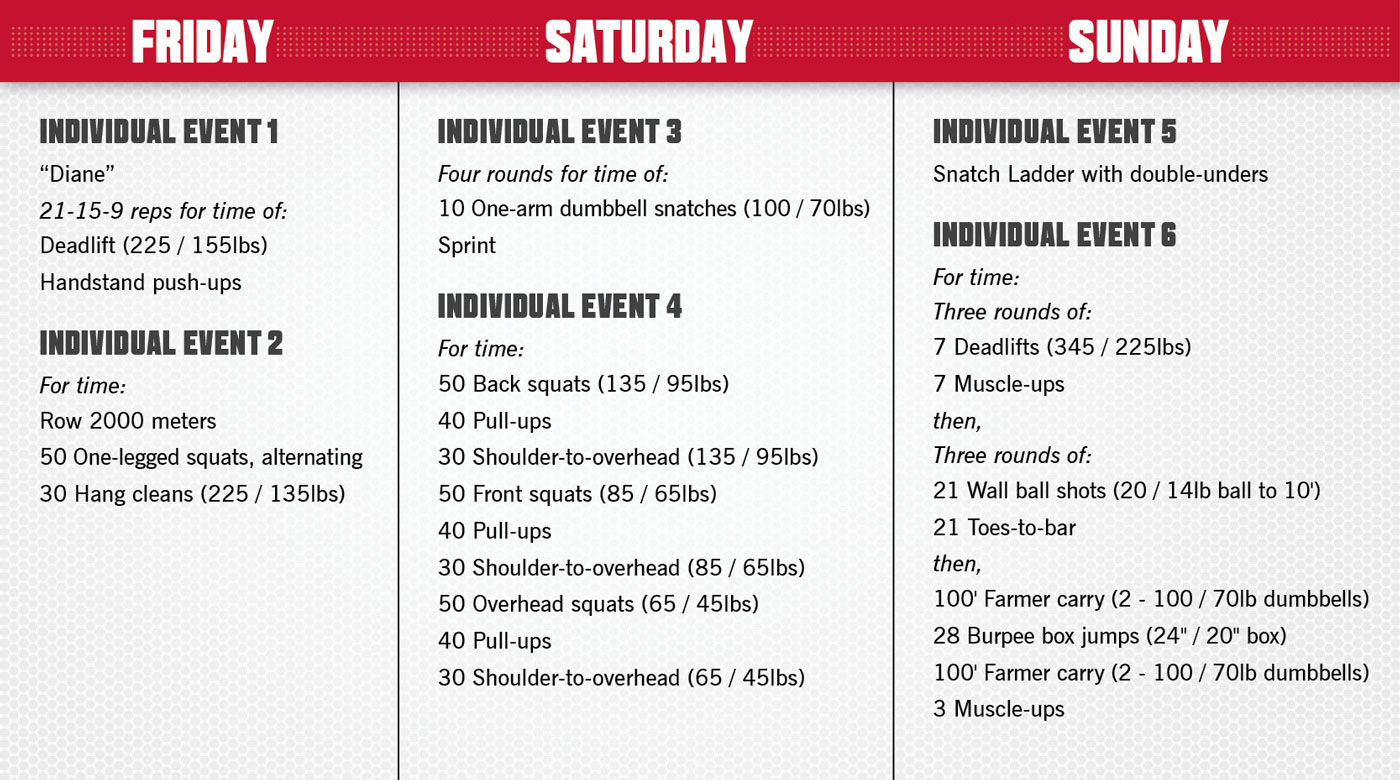 FRIDAY
INDIVIDUAL EVENT 1
“Diane”
21-15-9 reps for time of:
Deadlift (225 / 155lbs)
Handstand push-ups
INDIVIDUAL EVENT 2
For time:
Row 2000 meters
50 One-legged squats, alternating
30 Hang cleans (225 / 135lbs)
SATURDAY
INDIVIDUAL EVENT 3
Four rounds for time of:
10 One-arm dumbbell snatches (100 / 70lbs)
Sprint
INDIVIDUAL EVENT 4
For time:
50 Back squats (135 / 95lbs)
40 Pull-ups
30 Shoulder-to-overhead (135 / 95lbs)
50 Front squats (85 / 65lbs)
40 Pull-ups
30 Shoulder-to-overhead (85 / 65lbs)
50 Overhead squats (65 / 45lbs)
40 Pull-ups
30 Shoulder-to-overhead (65 / 45lbs)
SUNDAY
INDIVIDUAL EVENT 5
Snatch Ladder with double-unders
INDIVIDUAL EVENT 6
For time:
Three rounds of:
7 Deadlifts (345 / 225lbs)
7 Muscle-ups
then,
Three rounds of:
21 Wall ball shots (20 / 14lb ball to 10')
21 Toes-to-bar
then,
100' Farmer carry (2 - 100 / 70lb dumbbells)
28 Burpee box jumps (24" / 20" box)
100' Farmer carry (2 - 100 / 70lb dumbbells)
3 Muscle-ups